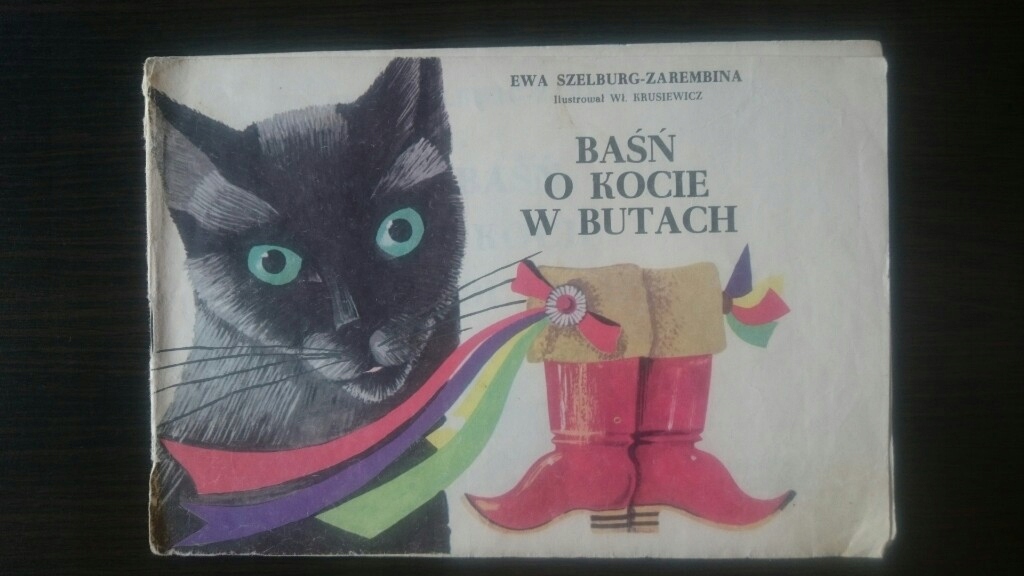 EWA SZELBURG-ZAREMBINA
Ilustrował Wł. KRUSIEWICZ
BAŚŃ
O KOCIE
W BUTACH